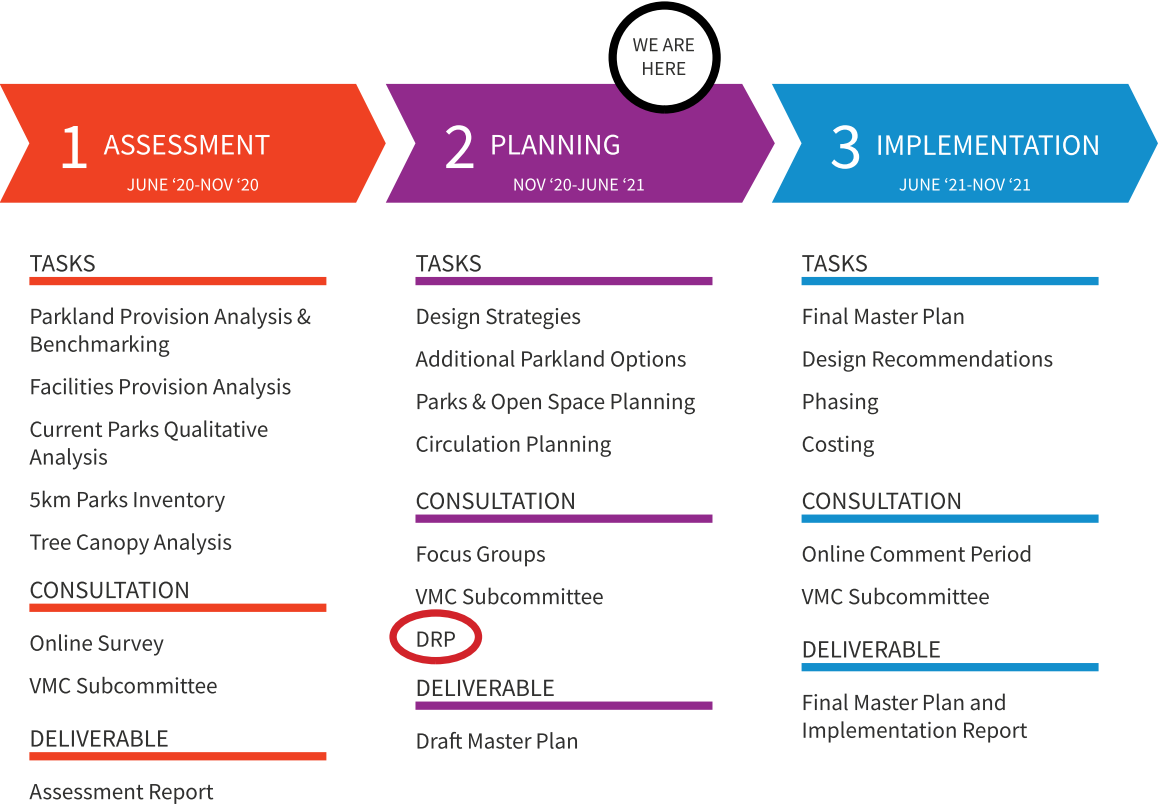 WE ARE
HERE
1 ASSESSMENT
JUNE ‘20-NOV ‘20
2 PLANNING
NOV ‘20-JUNE ‘21
3 IMPLEMENTATION
JUNE ‘21-NOV ‘21
TASKS
Parkland Provision Analysis &
Benchmarking
Facilities Provision Analysis
Current Parks Qualitative
Analysis
5km Parks Inventory
Tree Canopy Analysis
CONSULTATION
Online Survey
VMC Subcommittee
DELIVERABLE
Assessment Report
TASKS
Design Strategies
Additional Parkland Options
Parks & Open Space Planning
Circulation Planning
CONSULTATION
Focus Groups
VMC Subcommittee
DRP
DELIVERABLE
Draft Master Plan
TASKS
Final Master Plan
Design Recommendations
Phasing
Costing
CONSULTATION
Online Comment Period
VMC Subcommittee
DELIVERABLE
Final Master Plan and
Implementation Report